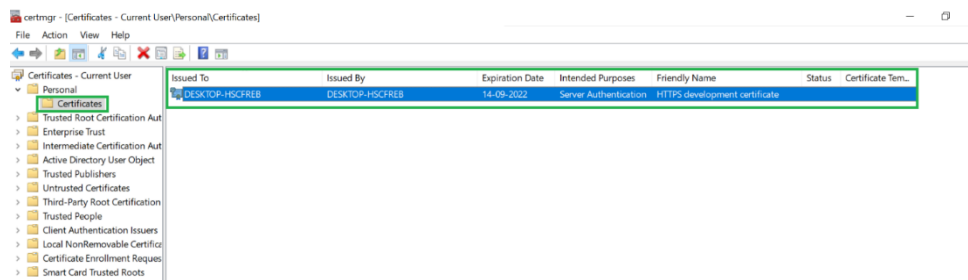 certmgr - [Certificates - Current User\Personal\Certificates]
File Action View Help
Certificates - Current User
Personal
Certificates
Trusted Root Certification Aut
Enterprise Trust
Intermediate Certification Aut
Active Directory User Object
Trusted Publishers
Untrusted Certificates
Third-Party Root Certification
Trusted People
Client Authentication Issuers
Local NonRemovable Certifica
Certificate Enrollment Reques
Smart Card Trusted Roots
Issued To Issued By Expiration Date Intended Purposes Friendly Name Status Certificate Tem...
DESKTOP-HSCFREB DESKTOP-HSCFREB 14-09-2022 Server Authentication HTTPS development certificate